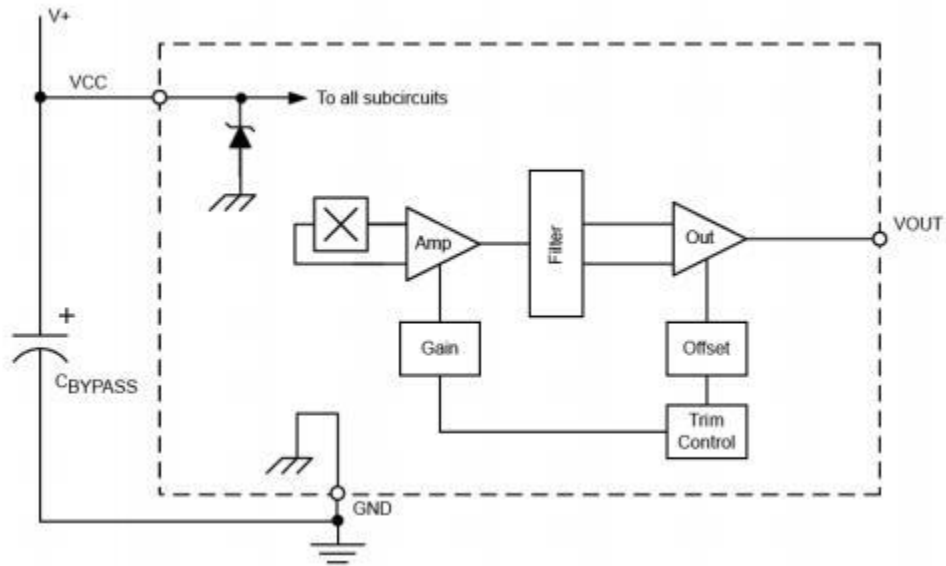 V+
VCC
To all subcircuits
Amp
Filter
Out
VOUT
+
CBYPASS
Gain
Offset
Trim
Control
GND